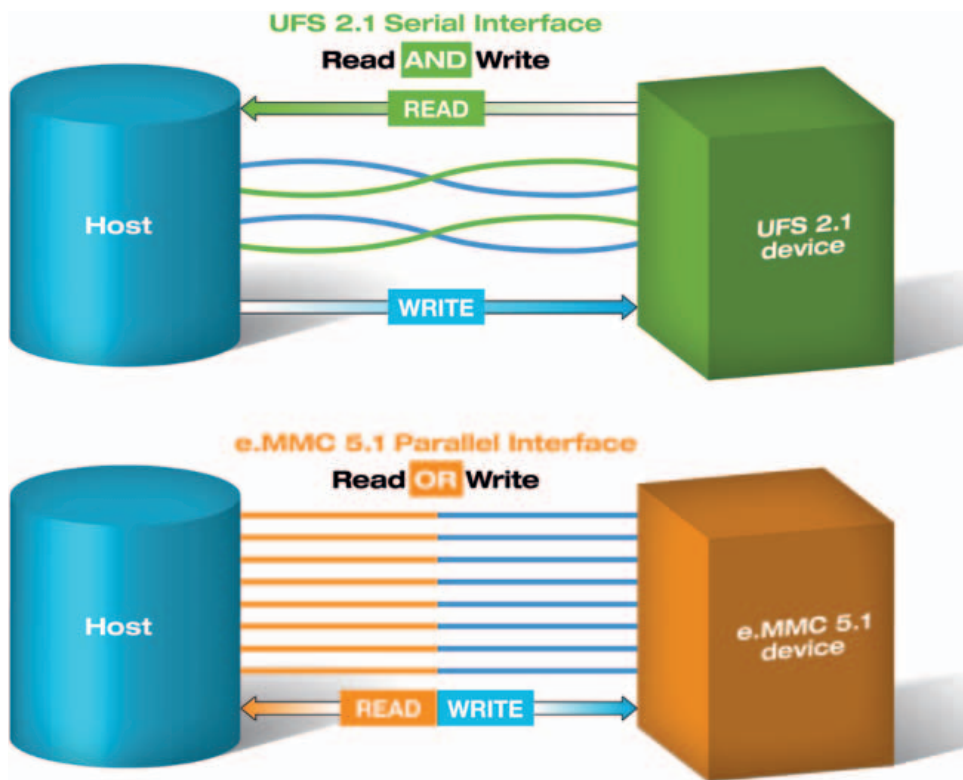 UFS 2.1 Serial Interface
Read AND Write
READ
Host
UFS 2.1
device
WRITE
e.MMC 5.1 Parallel Interface
Read OR Write
Host
e.MMC 5.1
device
READ WRITE